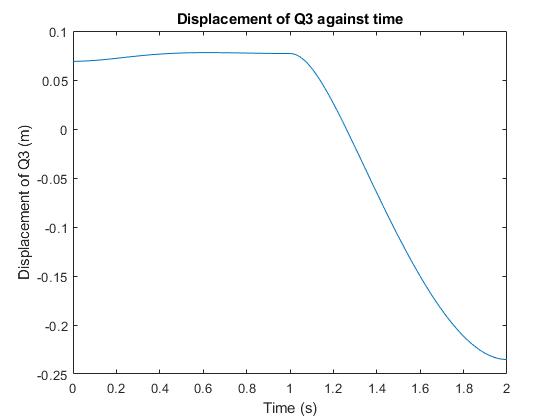 Displacement of Q3 against time
0.1
0.05
0
-0.05
-0.1
-0.15
-0.2
-0.25
Displacement of Q3 (m)
0 0.2 0.4 0.6 0.8 1 1.2 1.4 1.6 1.8 2
Time (s)